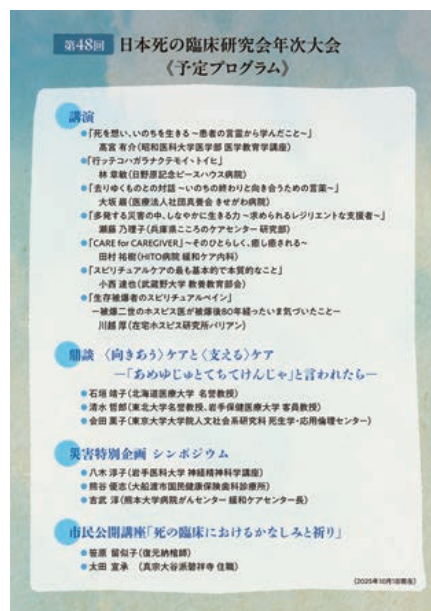 第48回 日本死の臨床研究会年次大会
《予定プログラム》
講演
●「死を想い、いのちを生きる ~患者の言霊から学んだこと~」
髙宮 有介(昭和医科大学医学部 医学教育学講座)
●「行ッテコハガラナクテモイヽトイヒ」
林 章敏(日野原記念ピースハウス病院)
●「去りゆくものとの対話 ~いのちの終わりと向き合うための言葉~」
大坂 巌(医療法人社団真養会 きせがわ病院)
●「多発する災害の中、しなやかに生きる力 ~求められるレジリエントな支援者~」
瀬藤 乃理子(兵庫県こころのケアセンター 研究部)
●「CARE for CAREGIVER」 ~そのひとらしく、癒し癒される~
田村 祐樹(HITO病院 緩和ケア内科)
●「スピリチュアルケアの最も基本的で本質的なこと」
小西 達也(武蔵野大学 教養教育部会)
●「生存被爆者のスピリチュアルペイン」
ー被爆二世のホスピス医が被爆後80年経ったいま気づいたことー
川越 厚(在宅ホスピス研究所パリアン)
鼎談 〈向きあう〉ケアと〈支える〉ケア
―「あめゆじゅとてちてけんじゃ」と言われたら―
●石垣 靖子(北海道医療大学 名誉教授)
●清水 哲郎(東北大学名誉教授、岩手保健医療大学 客員教授)
●会田 薫子(東京大学大学院人文社会系研究科 死生学・応用倫理センター)
災害特別企画 シンポジウム
●八木 淳子(岩手医科大学 神経精神科学講座)
●熊谷 優志(大船渡市国民健康保険歯科診療所)
●吉武 淳(熊本大学病院がんセンター 緩和ケアセンター長)
市民公開講座「死の臨床におけるかなしみと祈り」
●笹原 留似子(復元納棺師)
●太田 宣承 (真宗大谷派碧祥寺 住職)
(2025年10月1日現在)